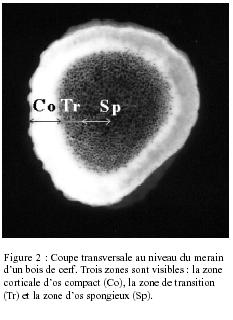 Co Tr Sp
Figure 2 : Coupe transversale au niveau du merain
d'un bois de cerf. Trois zones sont visibles : la zone
corticale d'os compact (Co), la zone de transition
(Tr) et la zone d'os spongieux (Sp).